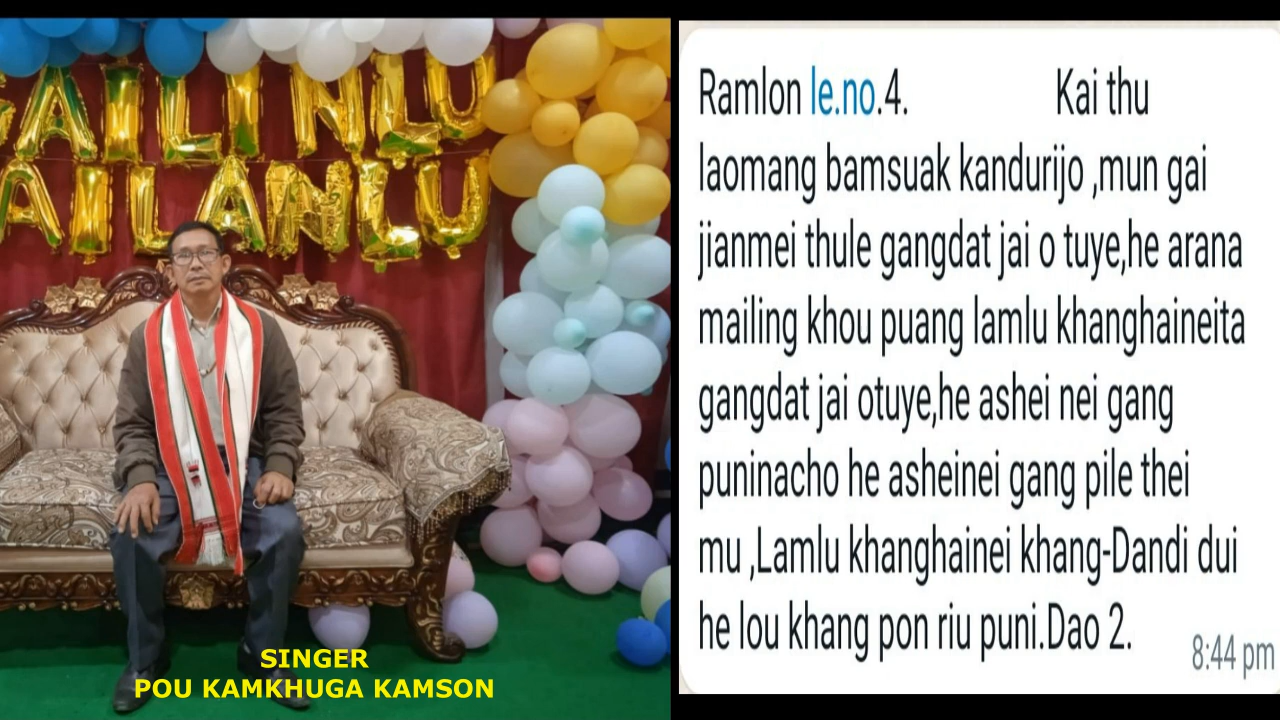 AILINLU
AILANLU
SINGER
POU KAMKHUGA KAMSON
Ramlon le.no.4. Kai thu
laomang bamsuak kandurijo ,mun gai
jianmei thule gangdat jai o tuye,he arana
mailing khou puang lamlu khanghaineita
gangdat jai otuye,he ashei nei gang
puninacho he asheinei gang pile thei
mu ,Lamlu khanghainei khang-Dandi dui
he lou khang pon riu puni.Dao 2.
8:44 pm